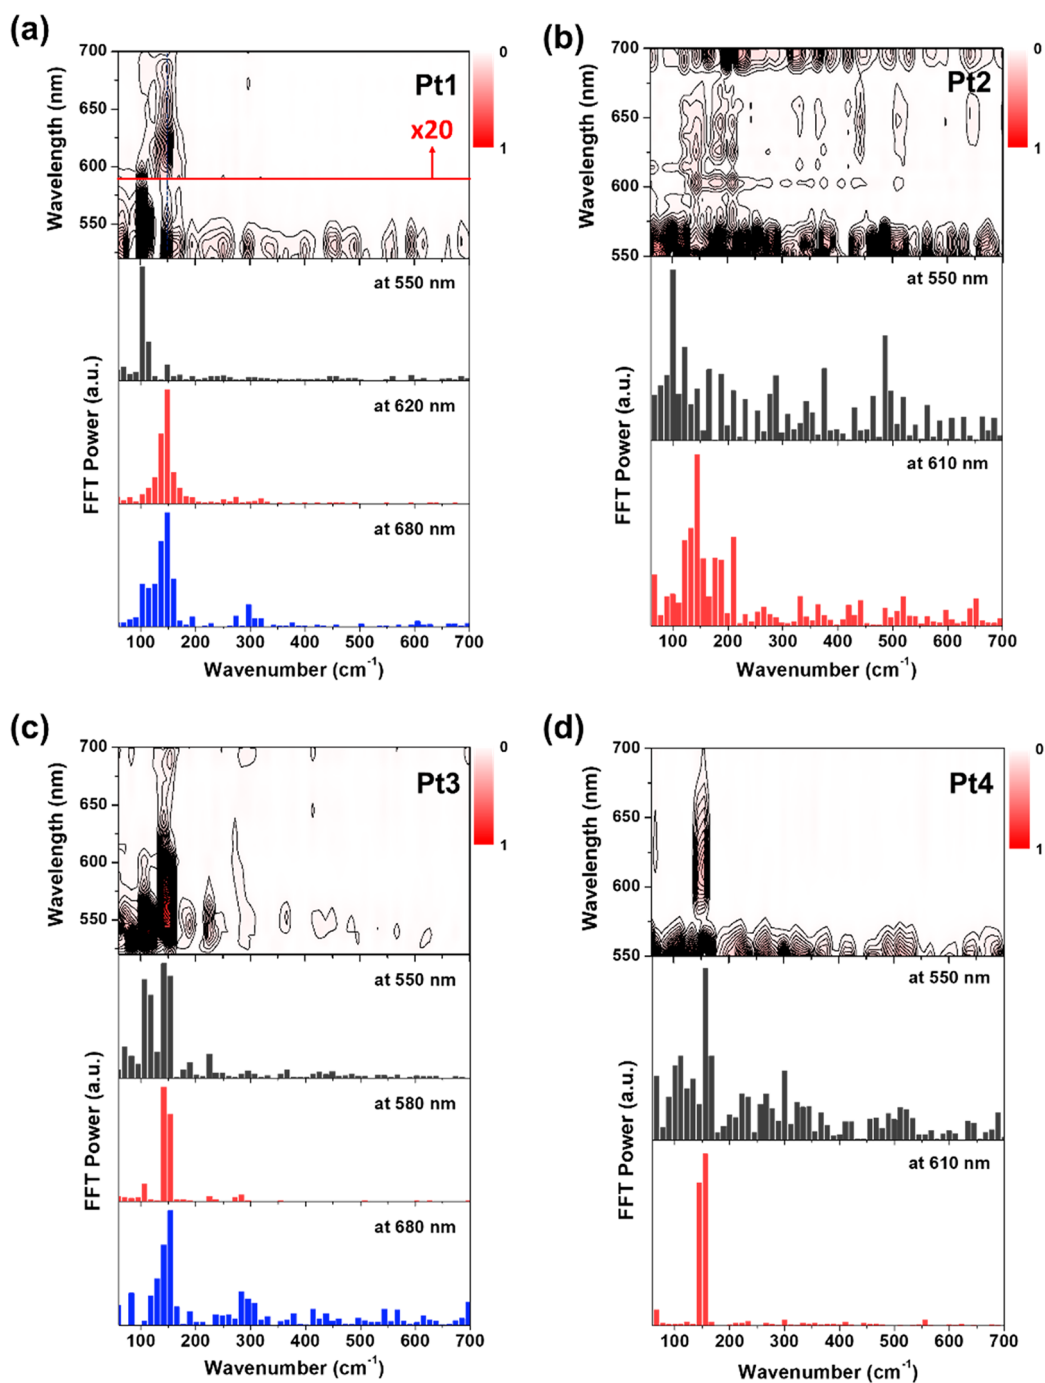 (a)
700
650
600
550
Wavelength (nm)
Pt1
x20
0
1
at 550 nm
at 620 nm
at 680 nm
FFT Power (a.u.)
100 200 300 400 500 600 700
Wavenumber (cm⁻¹)
(b)
700
650
600
550
Wavelength (nm)
Pt2
0
1
at 550 nm
at 610 nm
FFT Power (a.u.)
100 200 300 400 500 600 700
Wavenumber (cm⁻¹)
(c)
700
650
600
550
Wavelength (nm)
Pt3
0
1
at 550 nm
at 580 nm
at 680 nm
FFT Power (a.u.)
100 200 300 400 500 600 700
Wavenumber (cm⁻¹)
(d)
700
650
600
550
Wavelength (nm)
Pt4
0
1
at 550 nm
at 610 nm
FFT Power (a.u.)
100 200 300 400 500 600 700
Wavenumber (cm⁻¹)